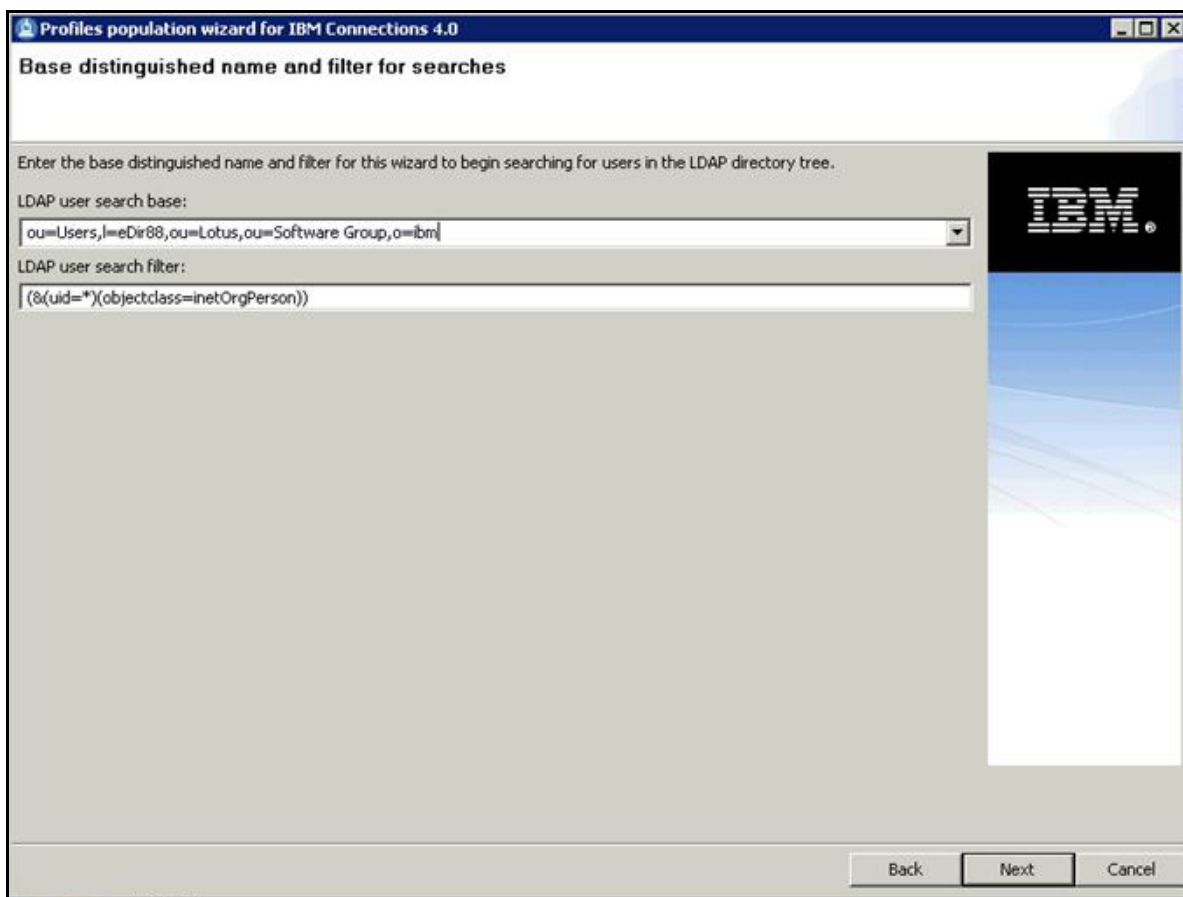 Profiles population wizard for IBM Connections 4.0
Base distinguished name and filter for searches
Enter the base distinguished name and filter for this wizard to begin searching for users in the LDAP directory tree.
LDAP user search base:
ou=Users,l=eDir88,ou=Lotus,ou=Software Group,o=ibm
LDAP user search filter:
(&(uid=*)(objectclass=inetOrgPerson))
IBM®
Back Next Cancel